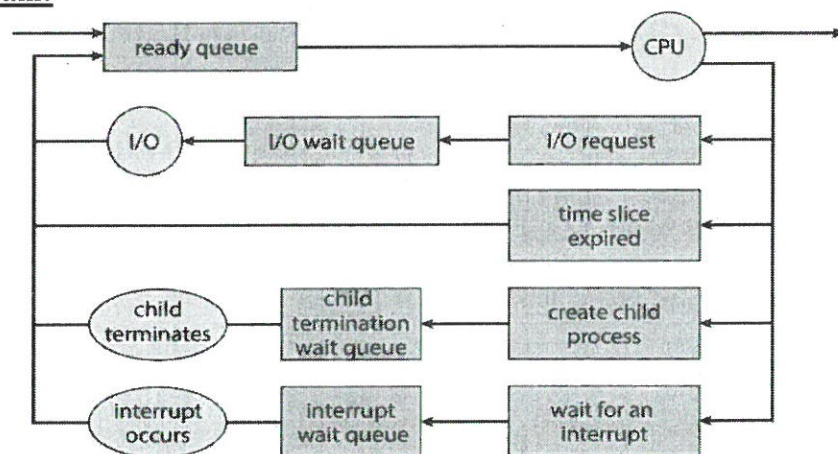 ready queue
CPU
I/O
I/O wait queue
I/O request
time slice
expired
child
terminates
child
termination
wait queue
create child
process
interrupt
occurs
interrupt
wait queue
wait for an
interrupt